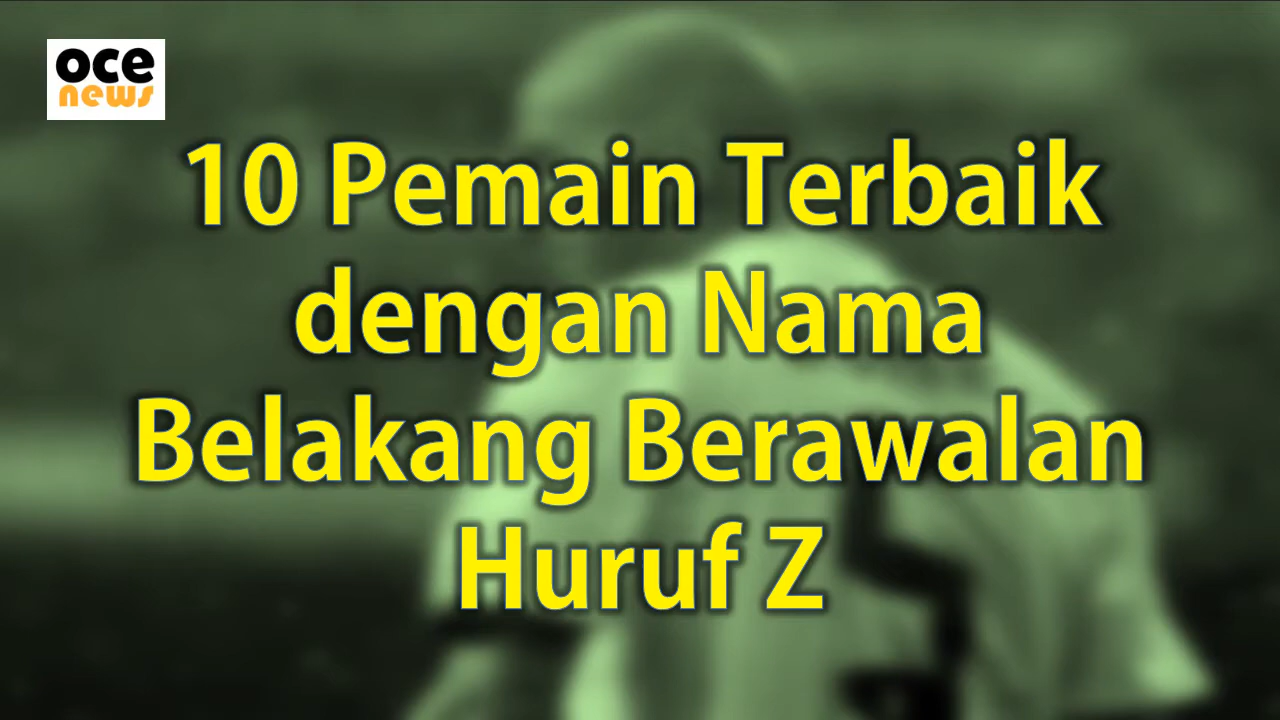 oce
news
10 Pemain Terbaik
dengan Nama
Belakang Berawalan
Huruf Z